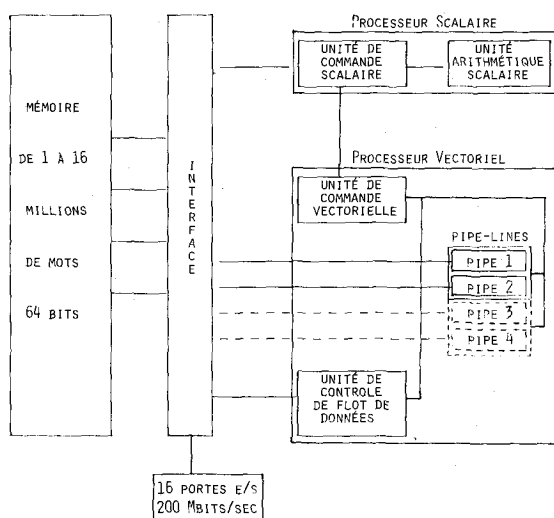 PROCESSEUR SCALAIRE
UNITÉ DE
COMMANDE
SCALAIRE
UNITÉ
ARITHMÉTIQUE
SCALAIRE
MÉMOIRE
DE 1 À 16
MILLIONS
DE MOTS
64 BITS
INTERFACE
PROCESSEUR VECTORIEL
UNITÉ DE
COMMANDE
VECTORIELLE
PIPE-LINES
PIPE 1
PIPE 2
PIPE 3
PIPE 4
UNITÉ DE
CONTROLE
DE FLOT DE
DONNÉES
16 PORTES E/S
200 MBITS/SEC